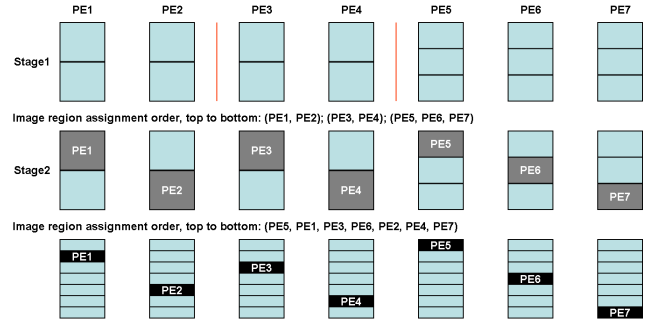 PE1 PE2 PE3 PE4 PE5 PE6 PE7
Stage1
Image region assignment order, top to bottom: (PE1, PE2); (PE3, PE4); (PE5, PE6, PE7)
PE1 PE3 PE5
Stage2 PE6
PE2 PE4 PE7
Image region assignment order, top to bottom: (PE5, PE1, PE3, PE6, PE2, PE4, PE7)
PE5
PE1
PE3
PE6
PE2
PE4
PE7